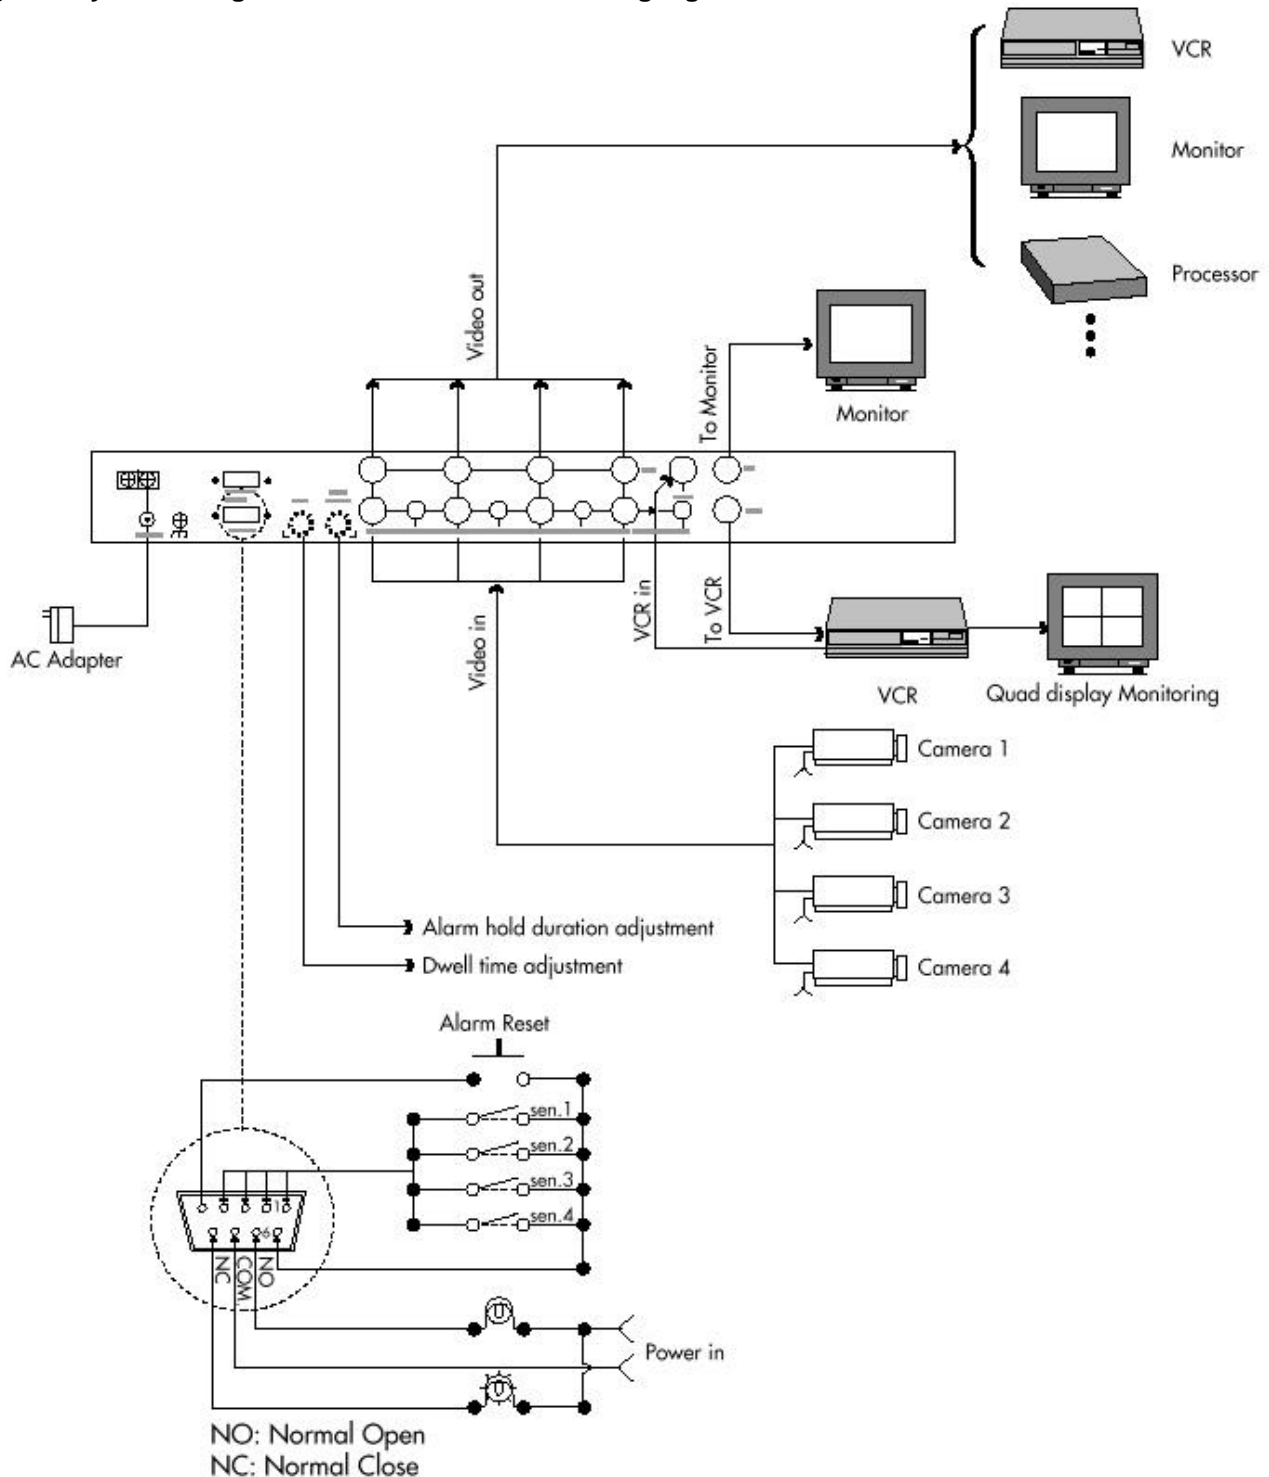 VCR
Monitor
Processor
Video out
To Monitor
Monitor
VCR in
To VCR
Video in
AC Adapter
VCR
Quad display Monitoring
Camera 1
Camera 2
Camera 3
Camera 4
Alarm hold duration adjustment
Dwell time adjustment
Alarm Reset
sen.1
sen.2
sen.3
sen.4
1
6
NC
COM
NO
Power in
NO: Normal Open
NC: Normal Close